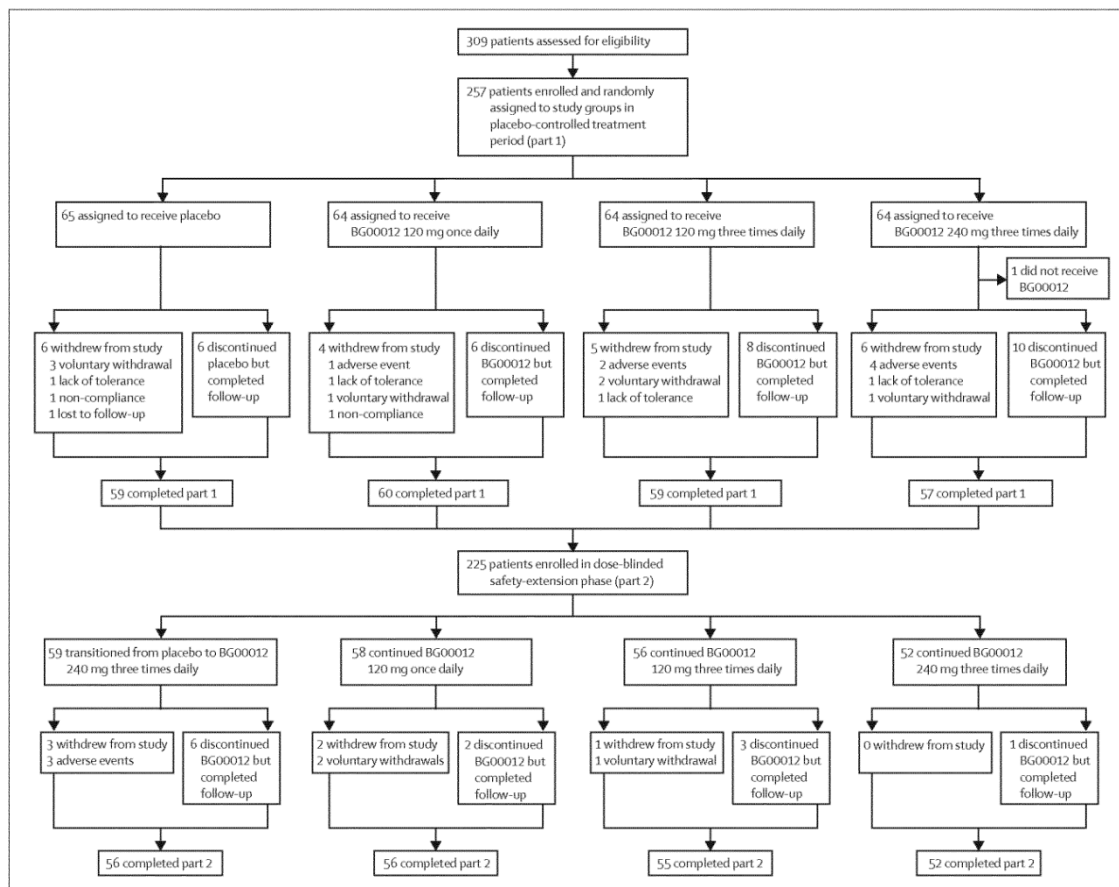 309 patients assessed for eligibility
257 patients enrolled and randomly
assigned to study groups in
placebo-controlled treatment
period (part 1)
65 assigned to receive placebo
64 assigned to receive
BG00012 120 mg once daily
64 assigned to receive
BG00012 120 mg three times daily
64 assigned to receive
BG00012 240 mg three times daily
1 did not receive
BG00012
6 withdrew from study
3 voluntary withdrawal
1 lack of tolerance
1 non-compliance
1 lost to follow-up
6 discontinued
placebo but
completed
follow-up
4 withdrew from study
1 adverse event
1 lack of tolerance
1 voluntary withdrawal
1 non-compliance
6 discontinued
BG00012 but
completed
follow-up
5 withdrew from study
2 adverse events
2 voluntary withdrawal
1 lack of tolerance
8 discontinued
BG00012 but
completed
follow-up
6 withdrew from study
4 adverse events
1 lack of tolerance
1 voluntary withdrawal
10 discontinued
BG00012 but
completed
follow-up
59 completed part 1
60 completed part 1
59 completed part 1
57 completed part 1
225 patients enrolled in dose-blinded
safety-extension phase (part 2)
59 transitioned from placebo to BG00012
240 mg three times daily
58 continued BG00012
120 mg once daily
56 continued BG00012
120 mg three times daily
52 continued BG00012
240 mg three times daily
3 withdrew from study
3 adverse events
6 discontinued
BG00012 but
completed
follow-up
2 withdrew from study
2 voluntary withdrawals
2 discontinued
BG00012 but
completed
follow-up
1 withdrew from study
1 voluntary withdrawal
3 discontinued
BG00012 but
completed
follow-up
0 withdrew from study
1 discontinued
BG00012 but
completed
follow-up
56 completed part 2
56 completed part 2
55 completed part 2
52 completed part 2